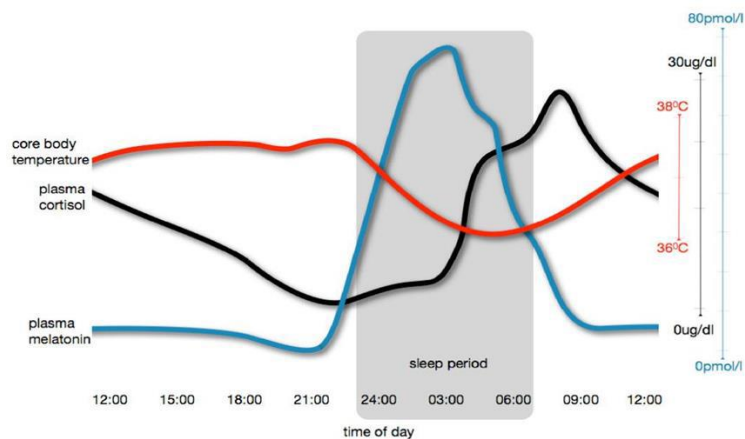 80pmol/l
30ug/dl
38⁰C
core body
temperature
plasma
cortisol
36⁰C
plasma
melatonin
0ug/dl
sleep period
0pmol/l
12:00 15:00 18:00 21:00 24:00 03:00 06:00 09:00 12:00
time of day